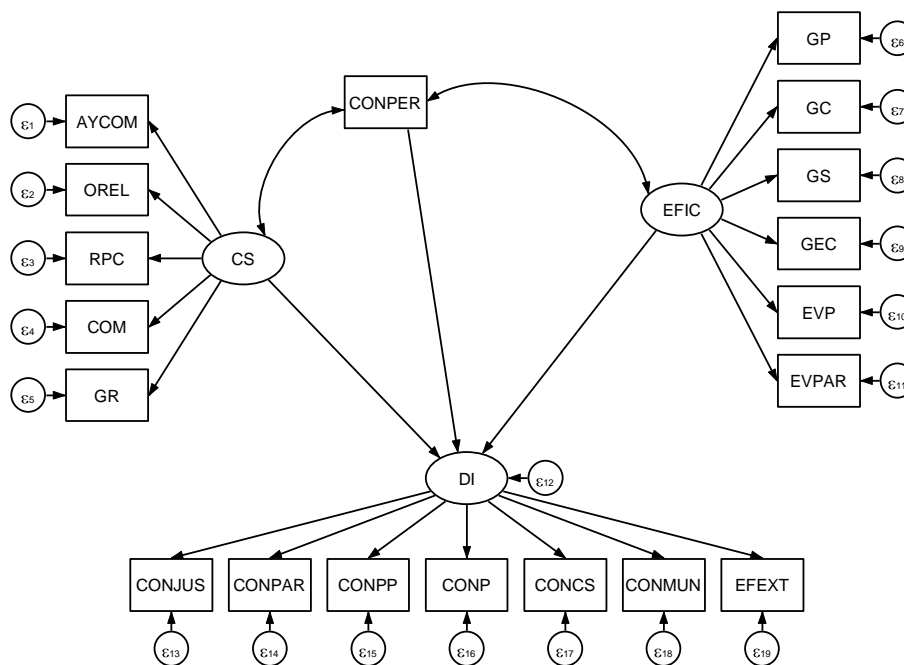 GP
ε6
CONPER
GC
ε7
ε1
AYCOM
GS
ε8
ε2
OREL
EFIC
GEC
ε9
ε3
RPC
CS
EVP
ε10
ε4
COM
EVPAR
ε11
ε5
GR
DI
ε12
CONJUS
CONPAR
CONPP
CONP
CONCS
CONMUN
EFEXT
ε13
ε14
ε15
ε16
ε17
ε18
ε19